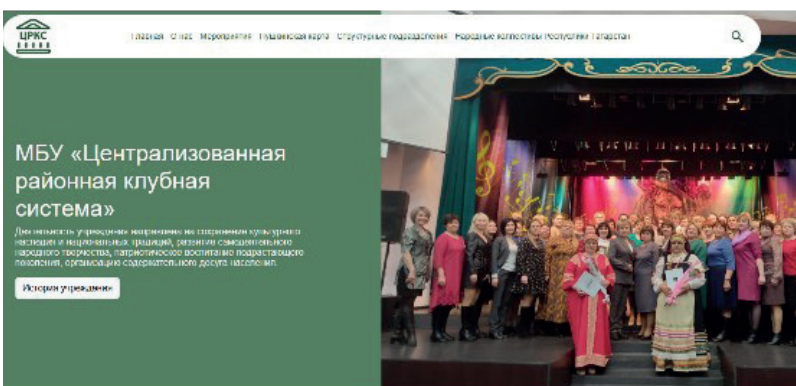 ЦРКС
Главная О нас Мероприятия Пушкинская карта Структурные подразделения Народные коллективы Республики Татарстан
МБУ «Централизованная
районная клубная
система»
Деятельность учреждения направлена на сохранение культурного
наследия и национальных традиций, развитие самодеятельного
народного творчества, патриотическое воспитание подрастающего
поколения, организацию содержательного досуга населения.
История учреждения